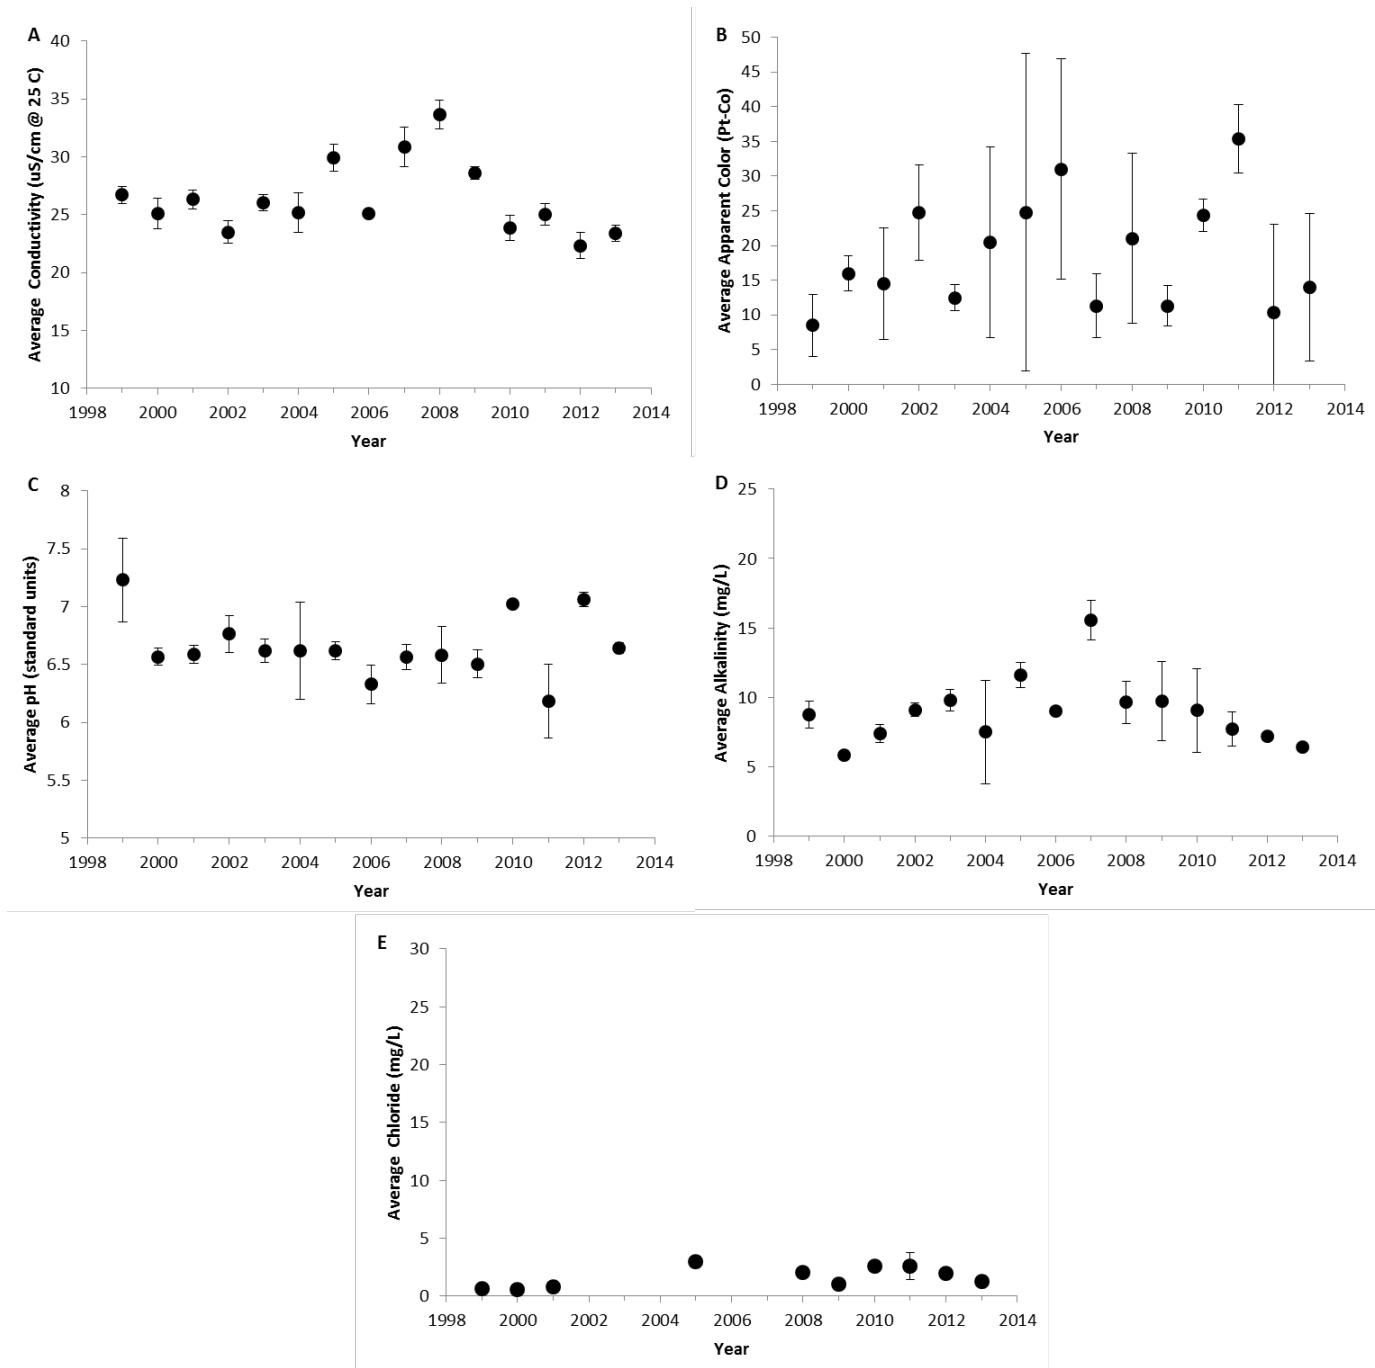 A
Average Conductivity (uS/cm @ 25 C)
40
35
30
25
20
15
10
1998 2000 2002 2004 2006 2008 2010 2012 2014
Year
B
Average Apparent Color (Pt-Co)
50
45
40
35
30
25
20
15
10
5
0
1998 2000 2002 2004 2006 2008 2010 2012 2014
Year
C
Average pH (standard units)
8
7.5
7
6.5
6
5.5
5
1998 2000 2002 2004 2006 2008 2010 2012 2014
Year
D
Average Alkalinity (mg/L)
25
20
15
10
5
0
1998 2000 2002 2004 2006 2008 2010 2012 2014
Year
E
Average Chloride (mg/L)
30
25
20
15
10
5
0
1998 2000 2002 2004 2006 2008 2010 2012 2014
Year